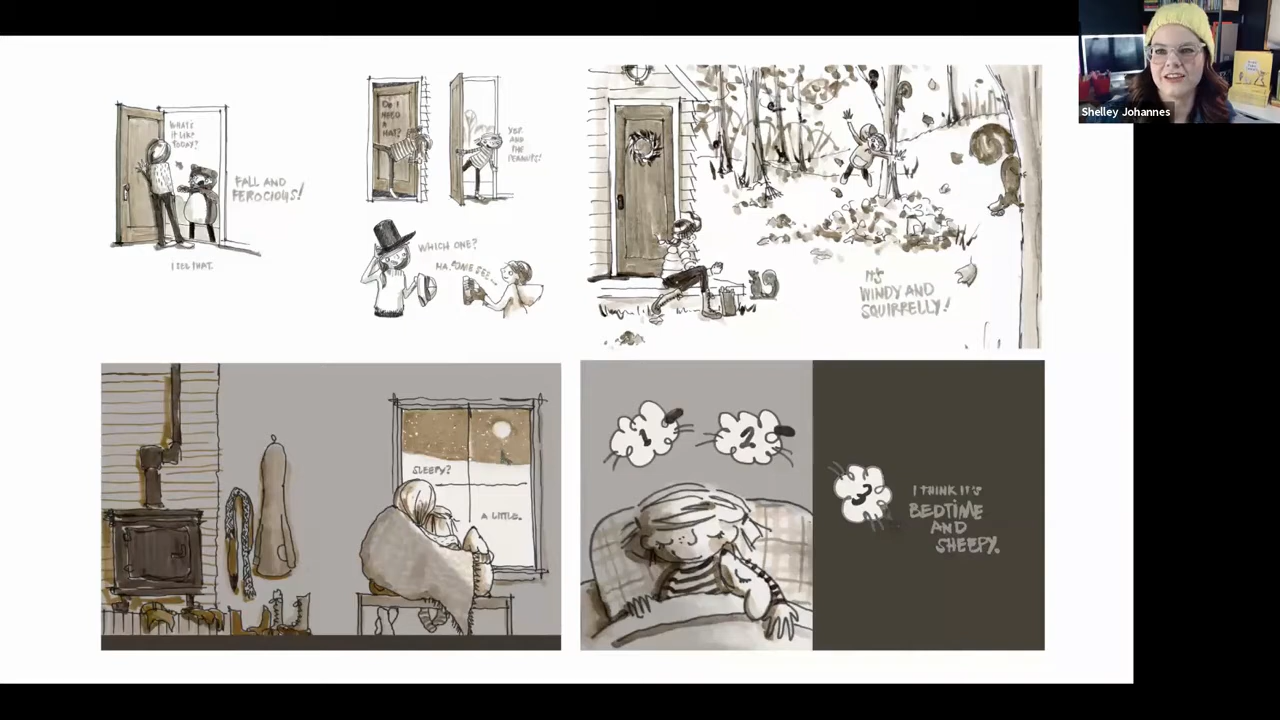 Shelley Johannes
WHAT'S
IT LIKE
TODAY?
FALL AND
FEROCIOUS!
I SEE THAT.
DO I
NEED
A
HAT?
YEP.
AND
THE
PEANUTS!
WHICH ONE?
IT'S
WINDY AND
SQUIRRELLY!
SLEEPY?
A LITTLE.
1
2
3
I THINK IT'S
BEDTIME
AND
SHEEPY.